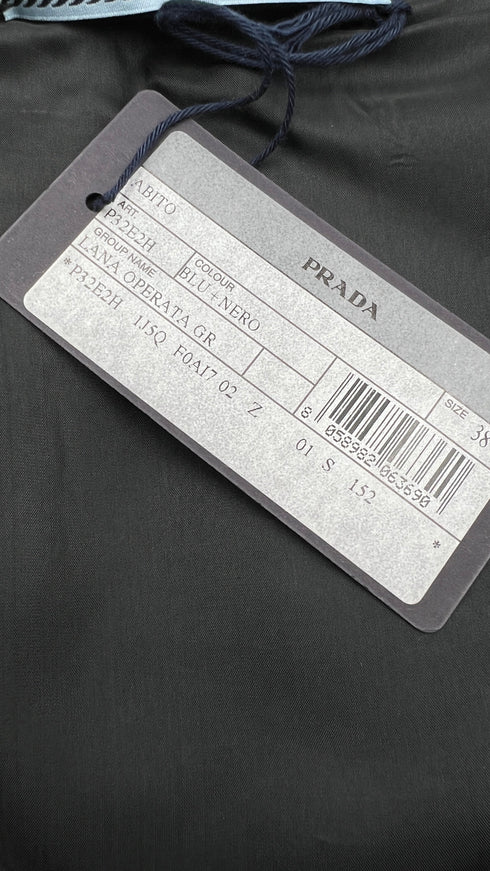 PRADA
ABITO
ART.
P32E2H
COLOUR
BLU+NERO
SIZE
38
GROUP NAME
LANA OPERATA GR
*P32E2H 1J5Q F0AI7 02 Z 01 S 152 *
8 058982 063690